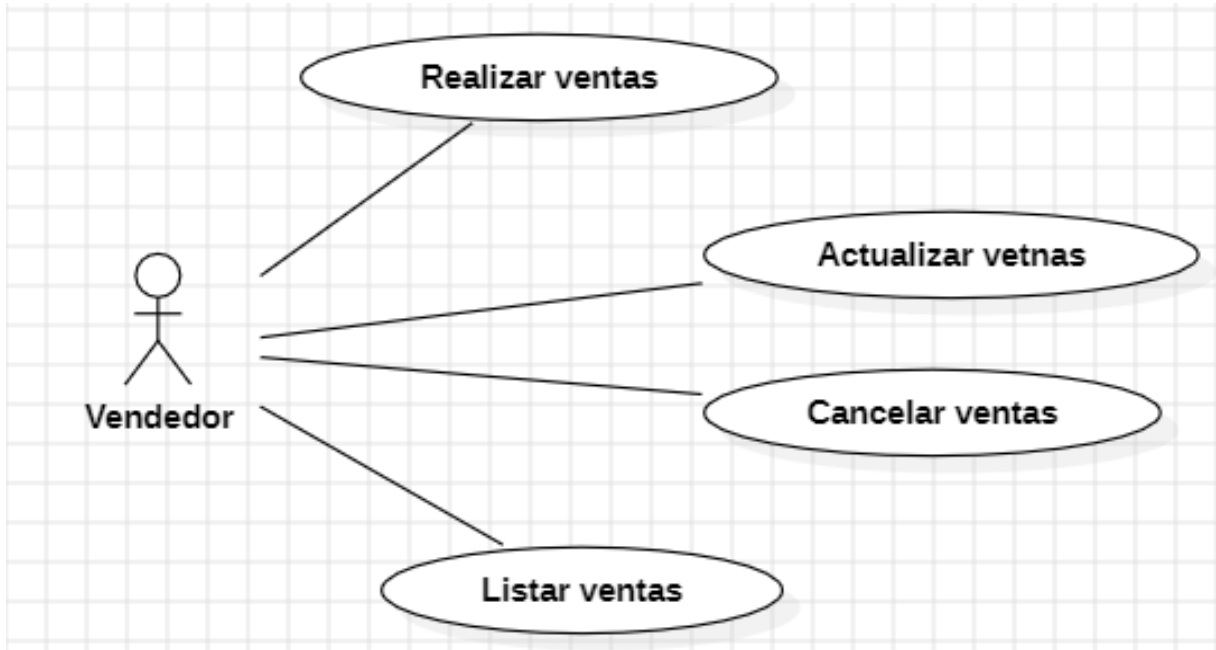 Realizar ventas
Actualizar vetnas
Vendedor
Cancelar ventas
Listar ventas